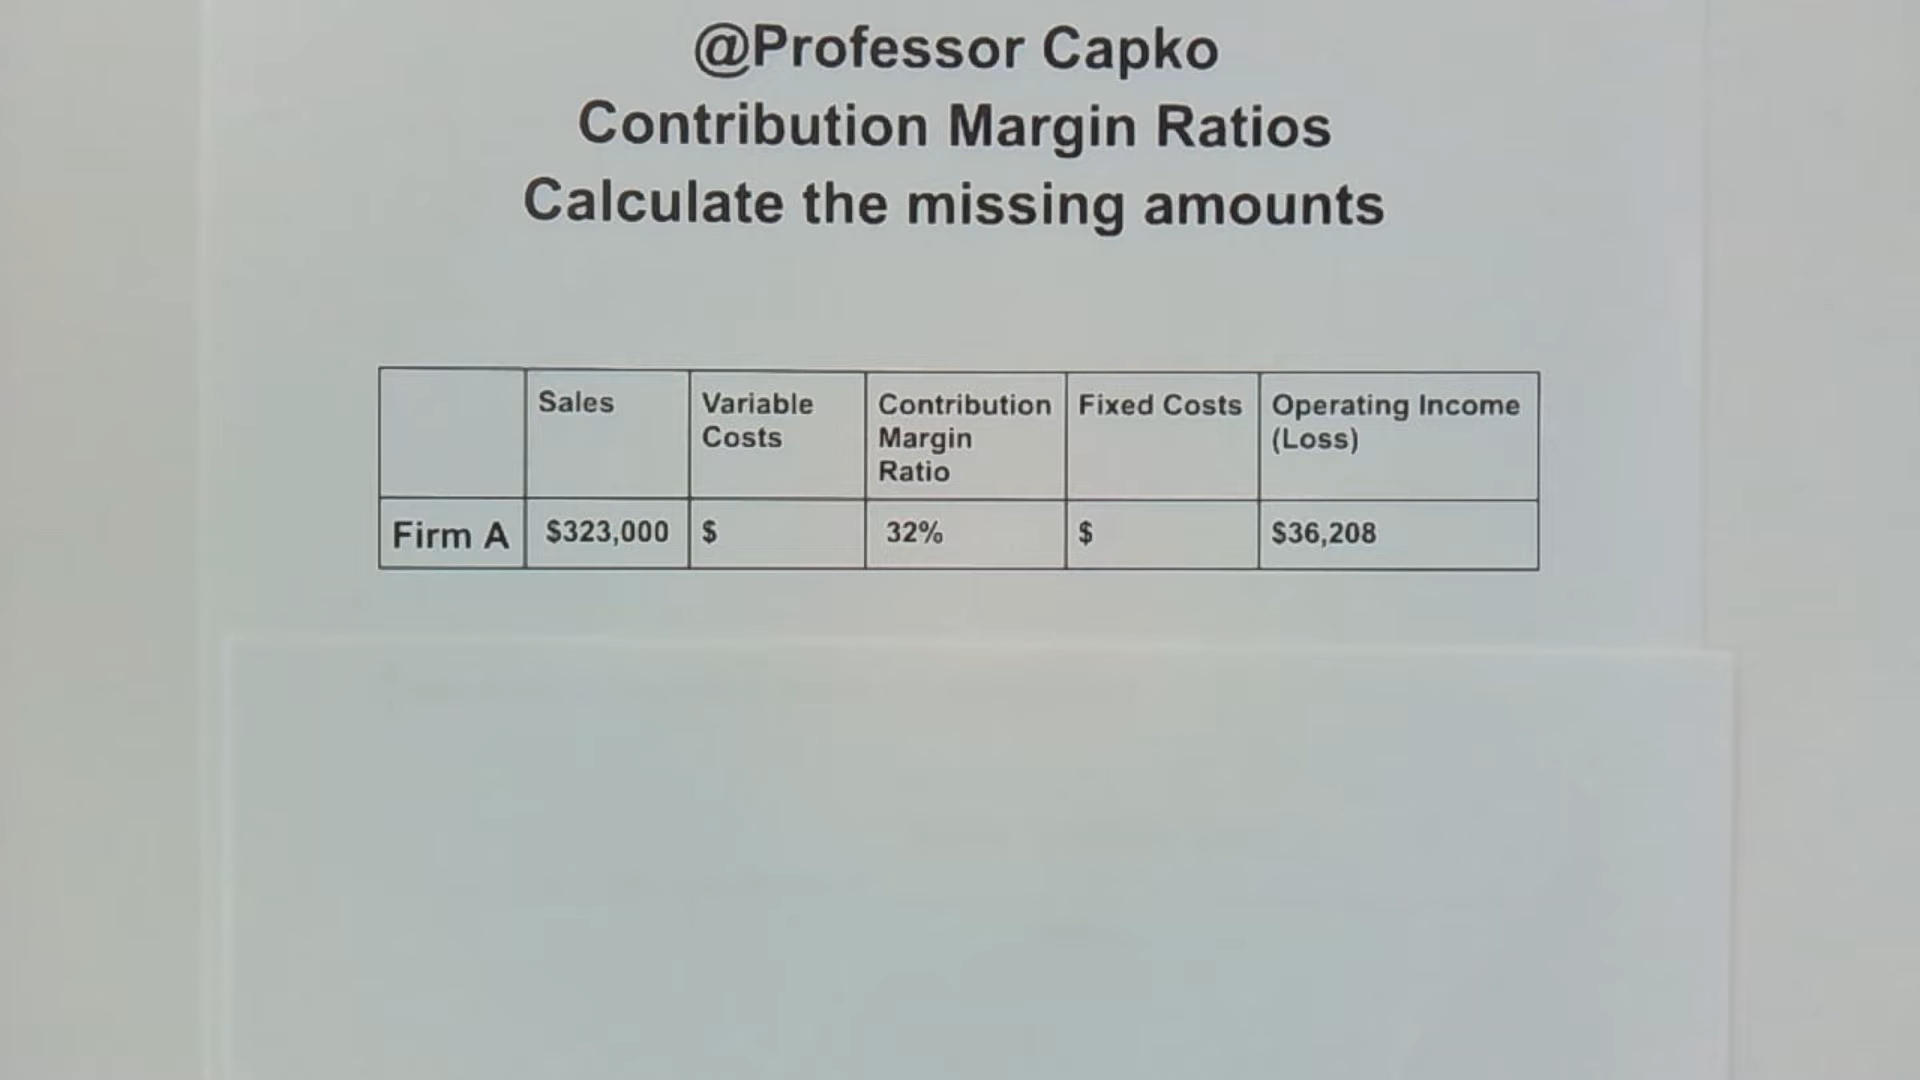 @Professor Capko
Contribution Margin Ratios
Calculate the missing amounts
Sales
Variable Costs
Contribution Margin Ratio
Fixed Costs
Operating Income (Loss)
Firm A
$323,000
$
32%
$
$36,208